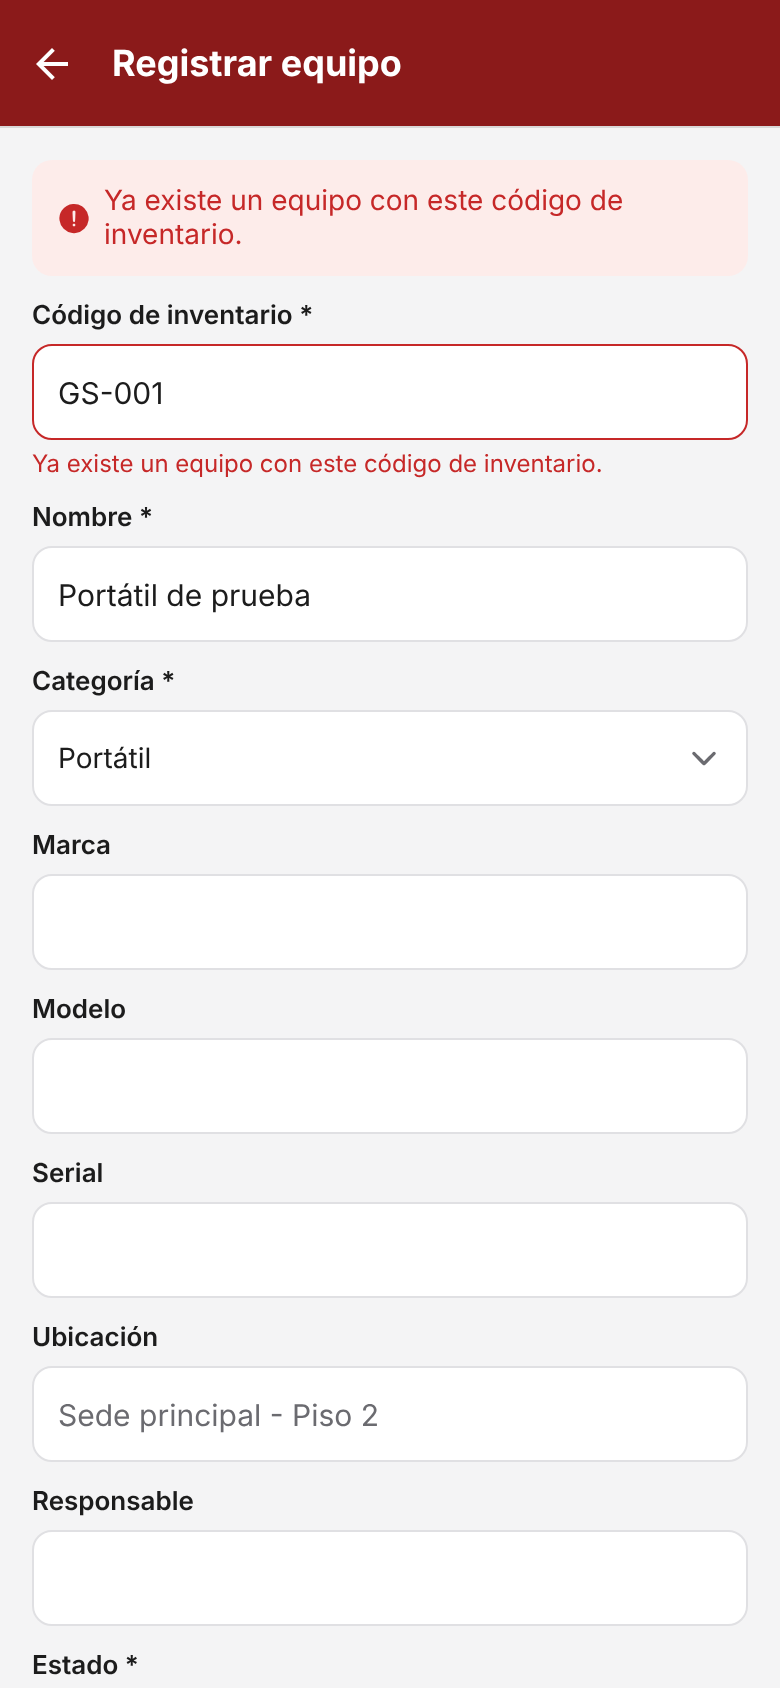 Registrar equipo
Ya existe un equipo con este código de
inventario.
Código de inventario *
GS-001
Ya existe un equipo con este código de inventario.
Nombre *
Portátil de prueba
Categoría *
Portátil
Marca
Modelo
Serial
Ubicación
Sede principal - Piso 2
Responsable
Estado *